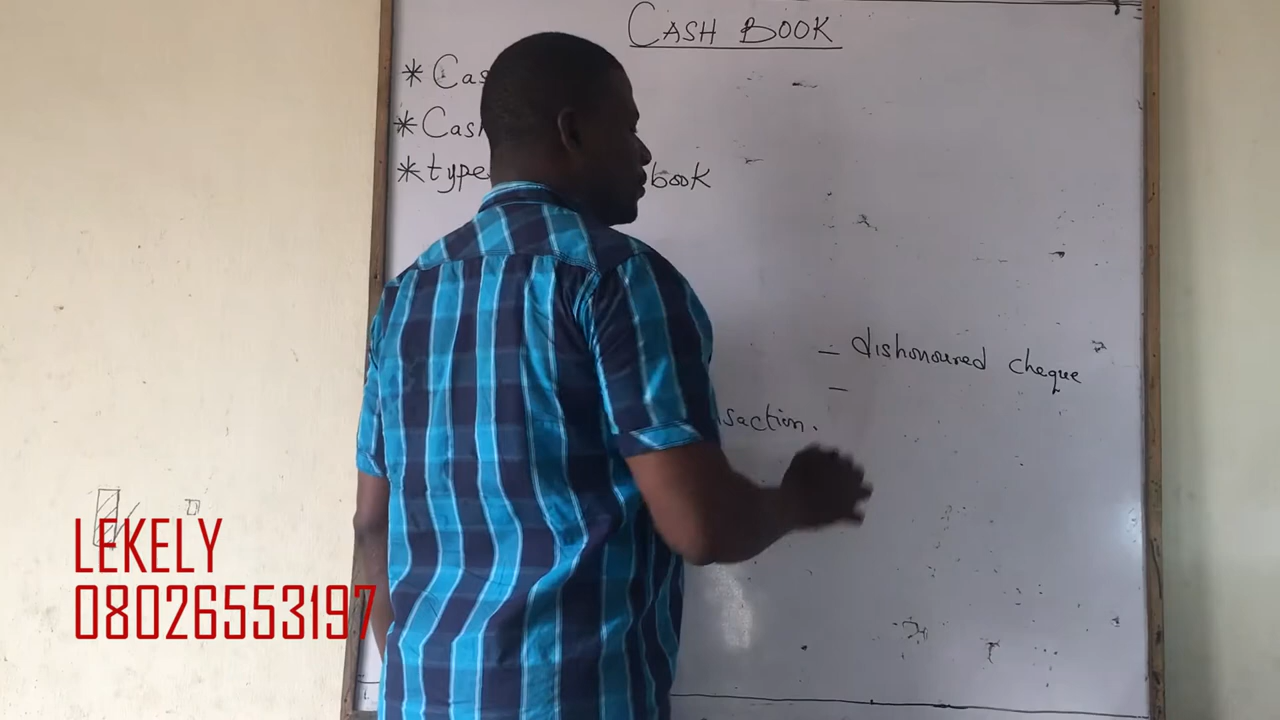 CASH BOOK
* Cas
* Cash
* type book
- dishonoured cheque
-
saction.
LEKELY
08026553197